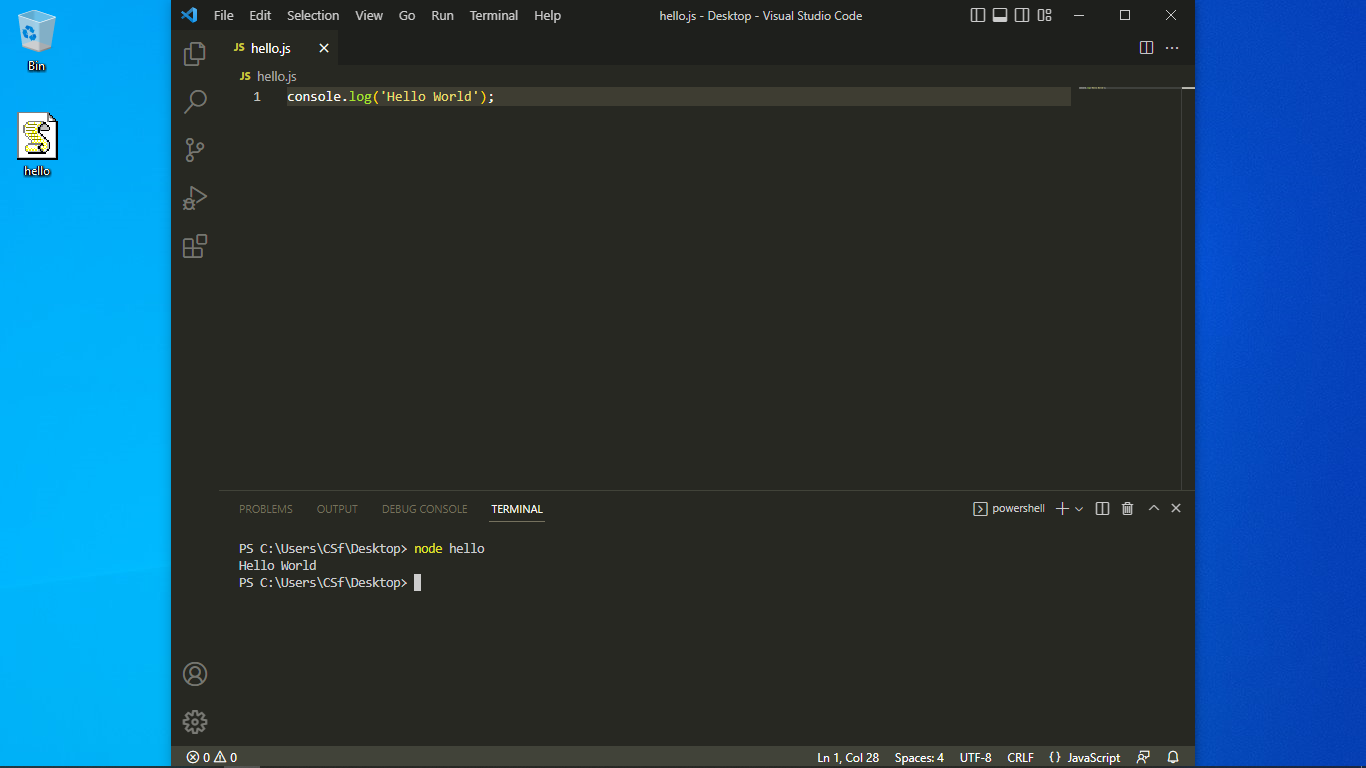 Bin
hello
File Edit Selection View Go Run Terminal Help
hello.js - Desktop - Visual Studio Code
JS hello.js
JS hello.js
1 console.log('Hello World');
PROBLEMS OUTPUT DEBUG CONSOLE TERMINAL
powershell
PS C:\Users\CSf\Desktop> node hello
Hello World
PS C:\Users\CSf\Desktop>
0 0 Ln 1, Col 28 Spaces: 4 UTF-8 CRLF {} JavaScript